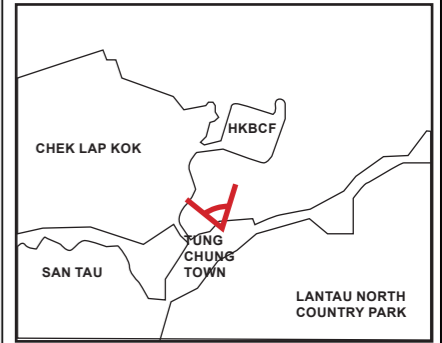 HKBCF
CHEK LAP KOK
TUNG
CHUNG
TOWN
SAN TAU
LANTAU NORTH
COUNTRY PARK